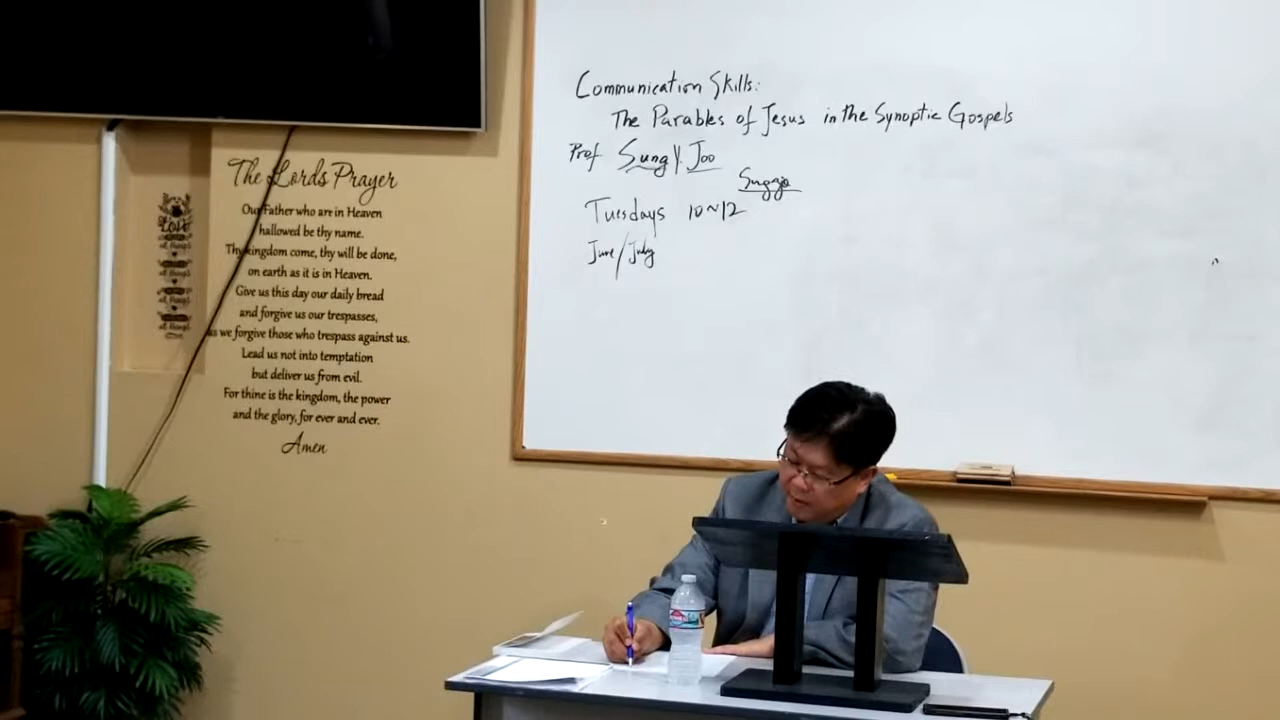 The Lord's Prayer
Our Father who are in Heaven
hallowed be thy name.
Thy kingdom come, thy will be done,
on earth as it is in Heaven.
Give us this day our daily bread
and forgive us our trespasses,
as we forgive those who trespass against us.
Lead us not into temptation
but deliver us from evil.
For thine is the kingdom, the power
and the glory, for ever and ever.
Amen
Communication Skills:
The Parables of Jesus in the Synoptic Gospels
Prof Sung Y. Joo
Tuesdays 10~12
June/July